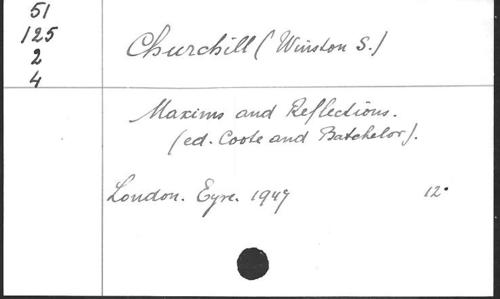 51
125
2
4
Churchill (Winston S.)
Maxims and Reflections.
(ed. Coote and Batchelor).
London. Eyre. 1947 12°